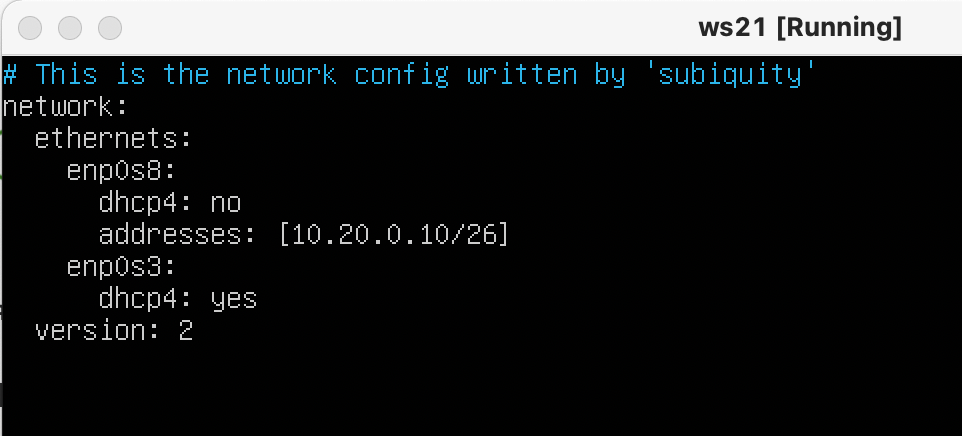 ws21 [Running]
# This is the network config written by 'subiquity'
network:
  ethernets:
    enp0s8:
      dhcp4: no
      addresses: [10.20.0.10/26]
    enp0s3:
      dhcp4: yes
  version: 2